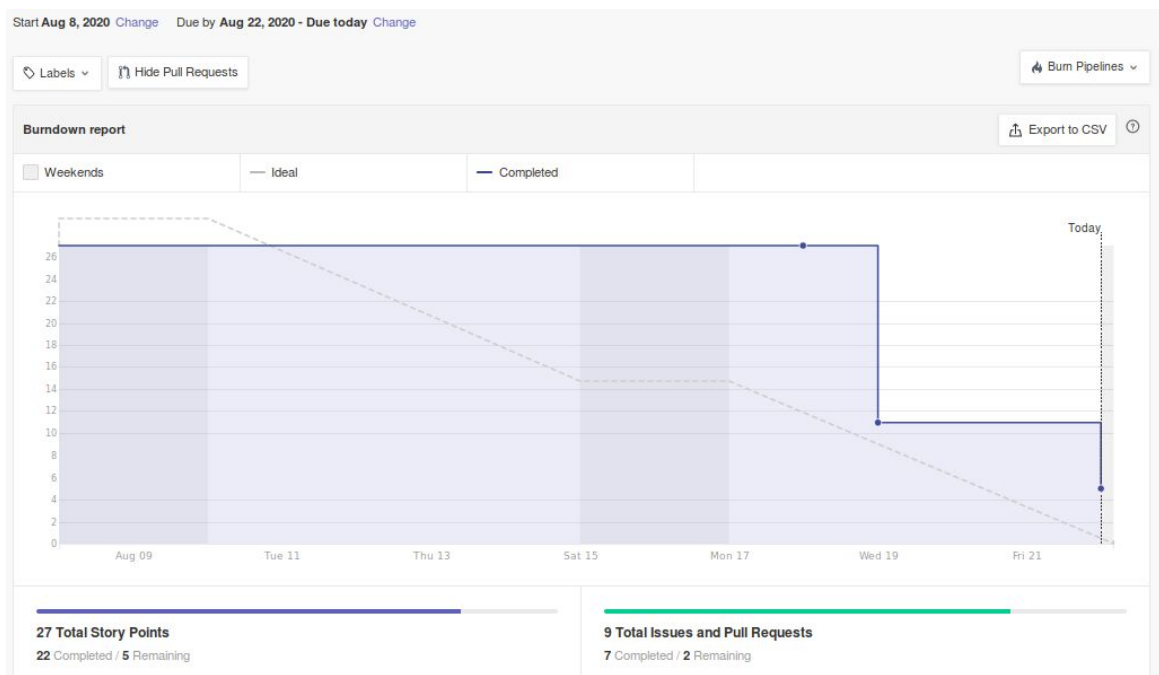 Start Aug 8, 2020 Change Due by Aug 22, 2020 - Due today Change
Labels Hide Pull Requests Burn Pipelines
Burndown report Export to CSV
Weekends Ideal Completed
Today
26
24
22
20
18
16
14
12
10
8
6
4
2
0
Aug 09 Tue 11 Thu 13 Sat 15 Mon 17 Wed 19 Fri 21
27 Total Story Points 9 Total Issues and Pull Requests
22 Completed / 5 Remaining 7 Completed / 2 Remaining